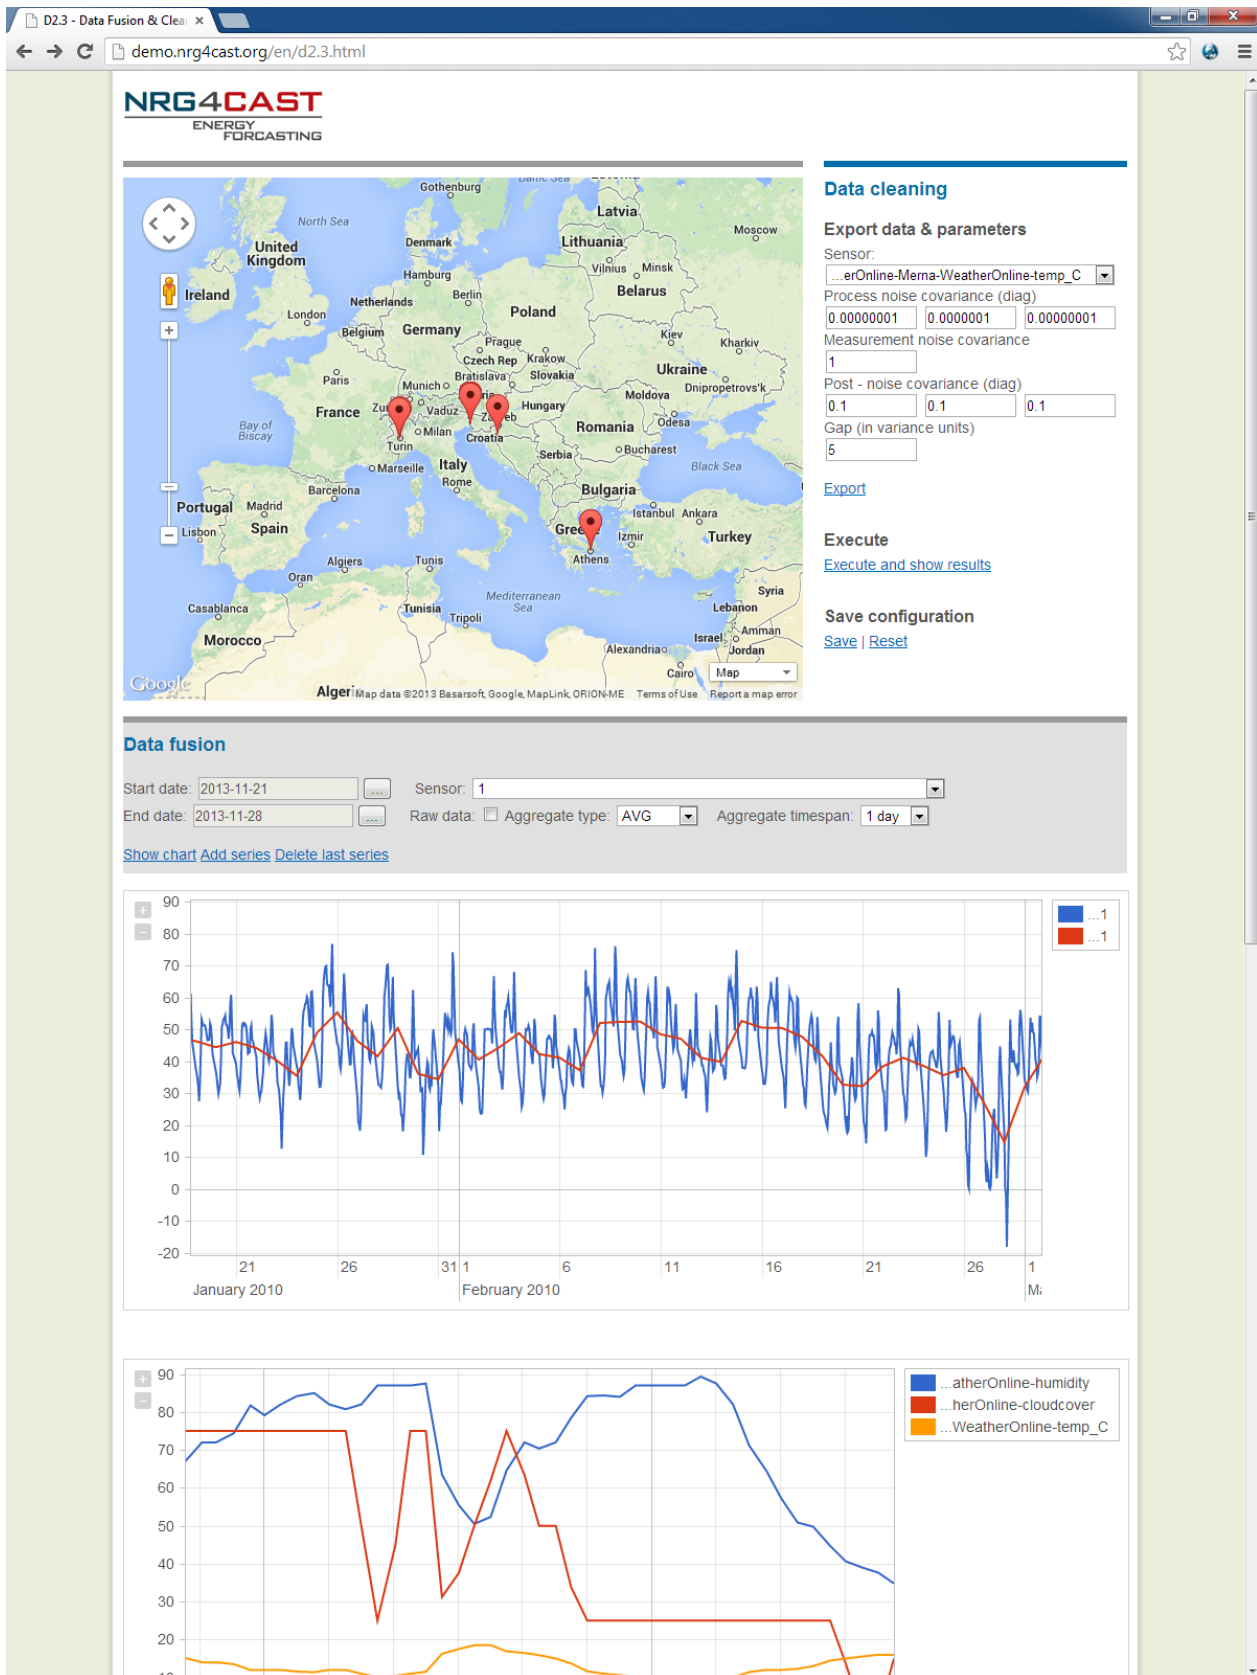 D2.3 - Data Fusion & Clea
demo.nrg4cast.org/en/d2.3.html
NRG4CAST
ENERGY
FORCASTING
Gothenburg
North Sea
Latvia
Moscow
United
Kingdom
Denmark
Lithuania
Vilnius
Minsk
Hamburg
Ireland
Netherlands
Berlin
Belarus
London
Poland
Belgium
Germany
Prague
Kiev
Kharkiv
Czech Rep
Krakow
Ukraine
Paris
Munich
Bratislava
Slovakia
Dnipropetrovs'k
Moldova
France
Vaduz
Hungary
Bay of
Biscay
Milan
Croatia
Romania
Odesa
Turin
Serbia
Bucharest
Marseille
Italy
Black Sea
Rome
Barcelona
Bulgaria
Portugal
Madrid
Istanbul
Ankara
Lisbon
Spain
Izmir
Turkey
Algiers
Tunis
Athens
Oran
Syria
Casablanca
Tunisia
Mediterranean
Sea
Lebanon
Tripoli
Morocco
Israel
Amman
Alexandria
Jordan
Cairo
Map
Google
Map data ©2013 Basarsoft, Google, MapLink, ORION-ME Terms of Use Report a map error
Data cleaning
Export data & parameters
Sensor:
...erOnline-Merna-WeatherOnline-temp_C
Process noise covariance (diag)
0.00000001 0.0000001 0.00000001
Measurement noise covariance
1
Post - noise covariance (diag)
0.1 0.1 0.1
Gap (in variance units)
5
Export
Execute
Execute and show results
Save configuration
Save | Reset
Data fusion
Start date: 2013-11-21 ... Sensor: 1
End date: 2013-11-28 ... Raw data: Aggregate type: AVG Aggregate timespan: 1 day
Show chart Add series Delete last series
90
80
70
60
50
40
30
20
10
0
-10
-20
21 26 31 1 6 11 16 21 26 1
January 2010 February 2010
...1
...1
90
80
70
60
50
40
30
20
...atherOnline-humidity
...herOnline-cloudcover
...WeatherOnline-temp_C